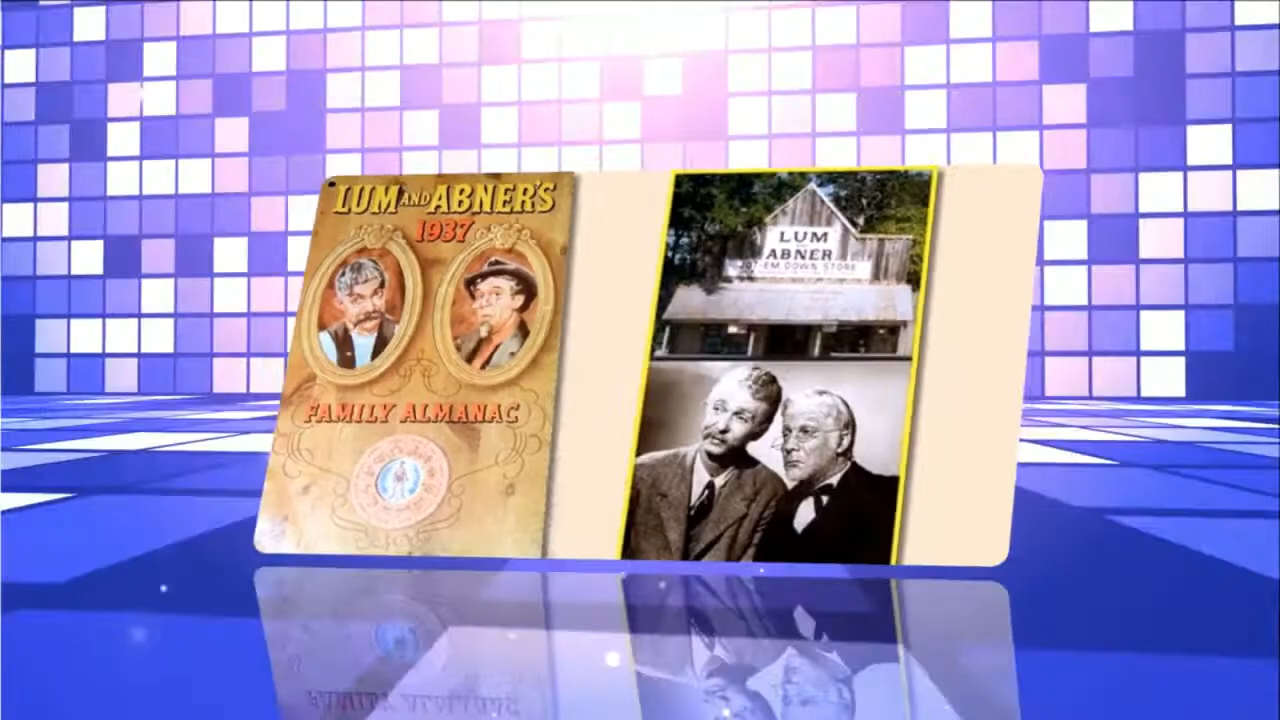 LUM AND ABNER'S
1937
FAMILY ALMANAC
LUM
ABNER
JOT-EM DOWN STORE